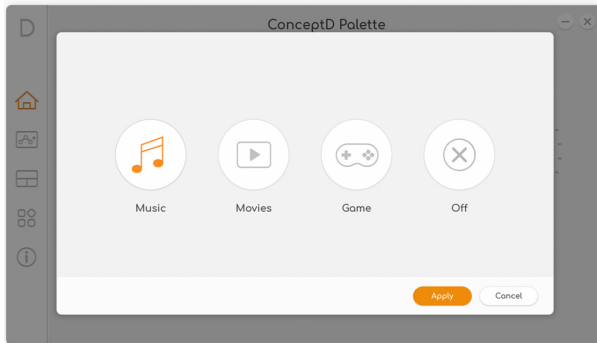 D
ConceptD Palette
Music
Movies
Game
Off
Apply
Cancel